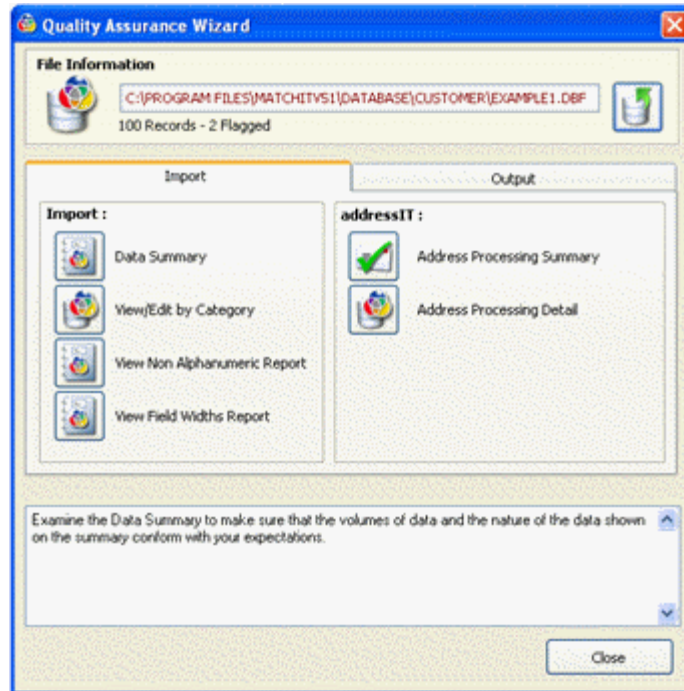 Quality Assurance Wizard
File Information
C:\PROGRAM FILES\MATCHITV51\DATABASE\CUSTOMER\EXAMPLE1.DBF
100 Records - 2 Flagged
Import
Output
Import :
Data Summary
View/Edit by Category
View Non Alphanumeric Report
View Field Widths Report
addressIT :
Address Processing Summary
Address Processing Detail
Examine the Data Summary to make sure that the volumes of data and the nature of the data shown
on the summary conform with your expectations.
Close